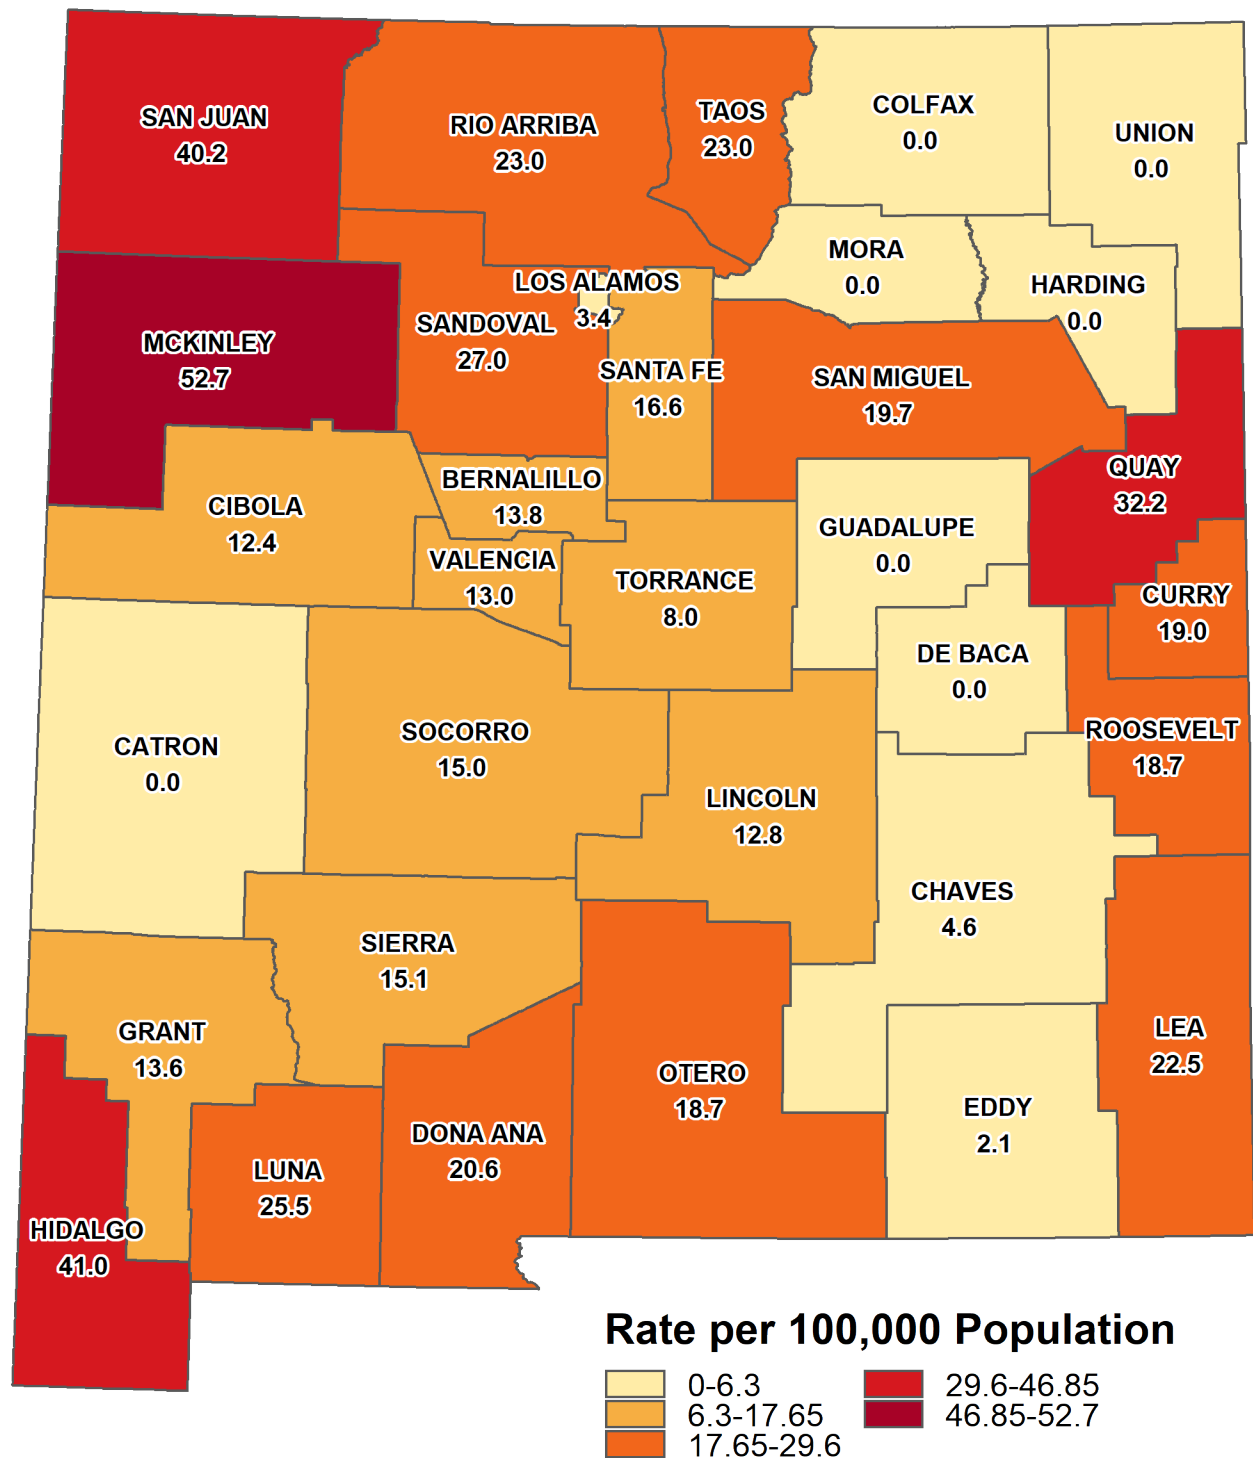 SAN JUAN
40.2
RIO ARRIBA
23.0
TAOS
23.0
COLFAX
0.0
UNION
0.0
MORA
0.0
HARDING
0.0
LOS ALAMOS
3.4
SANDOVAL
27.0
MCKINLEY
52.7
SANTA FE
16.6
SAN MIGUEL
19.7
QUAY
32.2
BERNALILLO
13.8
CIBOLA
12.4
GUADALUPE
0.0
VALENCIA
13.0
TORRANCE
8.0
CURRY
19.0
DE BACA
0.0
ROOSEVELT
18.7
CATRON
0.0
SOCORRO
15.0
LINCOLN
12.8
CHAVES
4.6
SIERRA
15.1
GRANT
13.6
LEA
22.5
OTERO
18.7
EDDY
2.1
DONA ANA
20.6
LUNA
25.5
HIDALGO
41.0
Rate per 100,000 Population
0-6.3
6.3-17.65
17.65-29.6
29.6-46.85
46.85-52.7